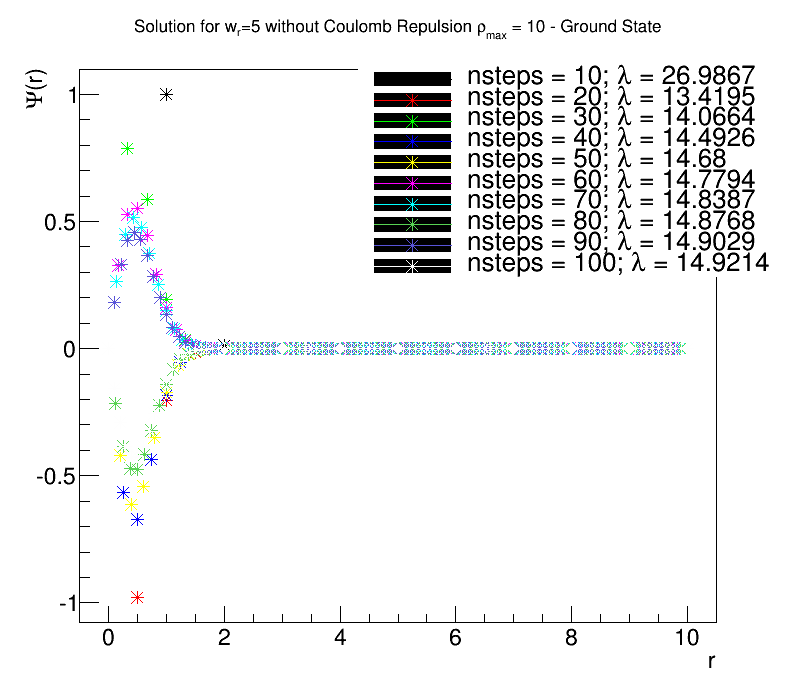 Solution for wr=5 without Coulomb Repulsion ρmax = 10 - Ground State
Ψ(r)
nsteps = 10; λ = 26.9867
nsteps = 20; λ = 13.4195
nsteps = 30; λ = 14.0664
nsteps = 40; λ = 14.4926
nsteps = 50; λ = 14.68
nsteps = 60; λ = 14.7794
nsteps = 70; λ = 14.8387
nsteps = 80; λ = 14.8768
nsteps = 90; λ = 14.9029
nsteps = 100; λ = 14.9214
1
0.5
0
-0.5
-1
0 2 4 6 8 10
r